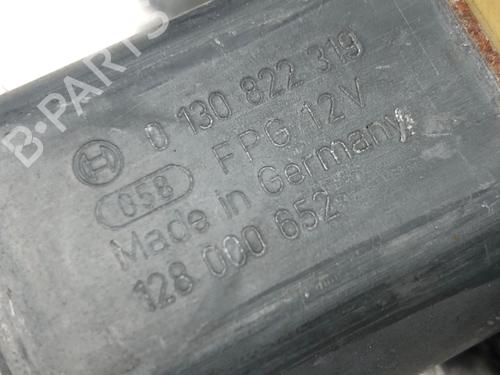 B-PARTS
0 130 822 319
058 FPG 12V
Made in Germany
128 000 652